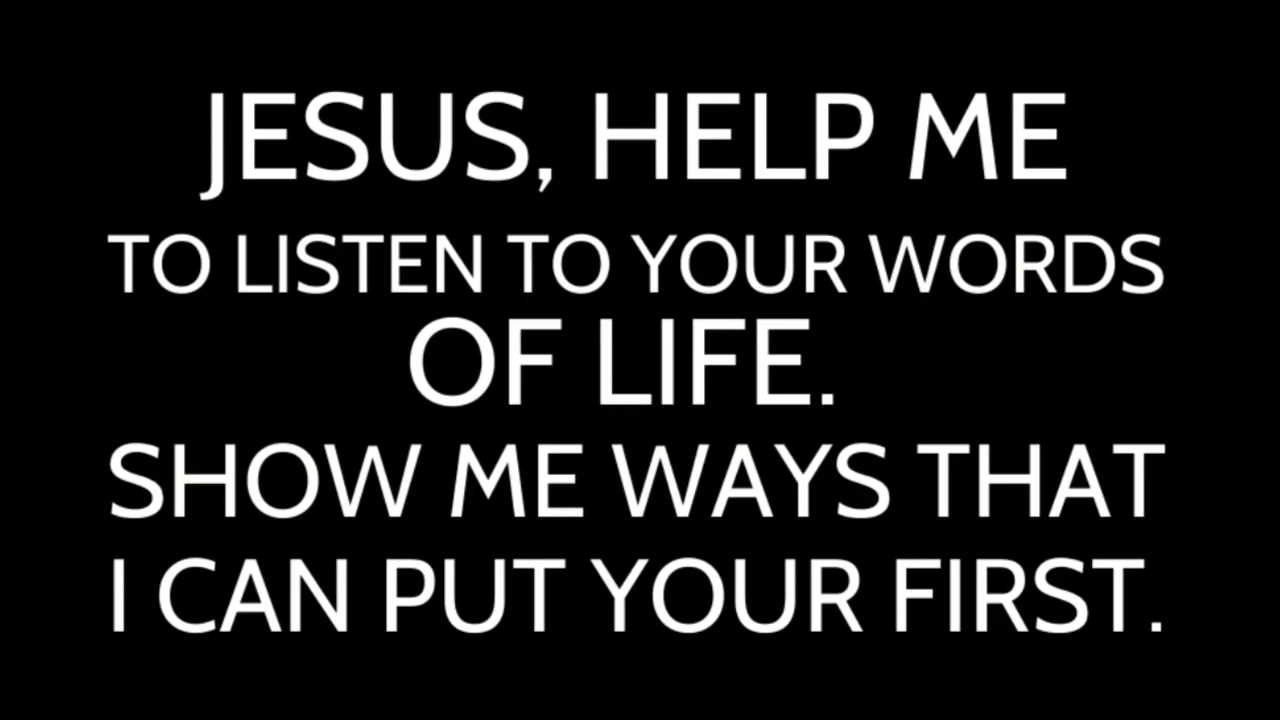 JESUS, HELP ME
TO LISTEN TO YOUR WORDS
OF LIFE.
SHOW ME WAYS THAT
I CAN PUT YOUR FIRST.